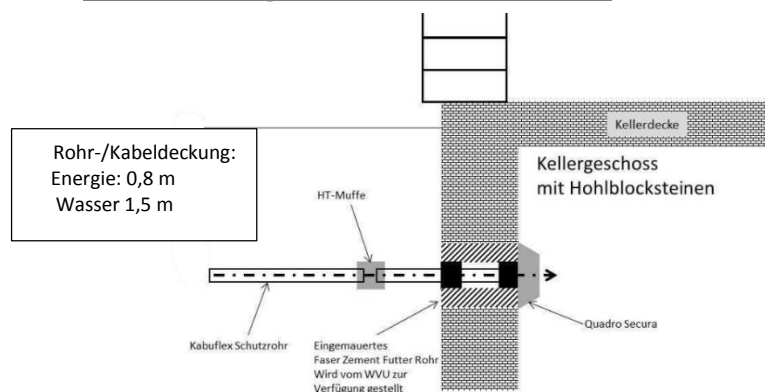 Kellerdecke
Rohr-/Kabeldeckung:
Energie: 0,8 m
Wasser 1,5 m
Kellergeschoss
mit Hohlblocksteinen
HT-Muffe
Kabuflex Schutzrohr
Eingemauertes
Faser Zement Futter Rohr
Wird vom WVU zur
Verfügung gestellt
Quadro Secura